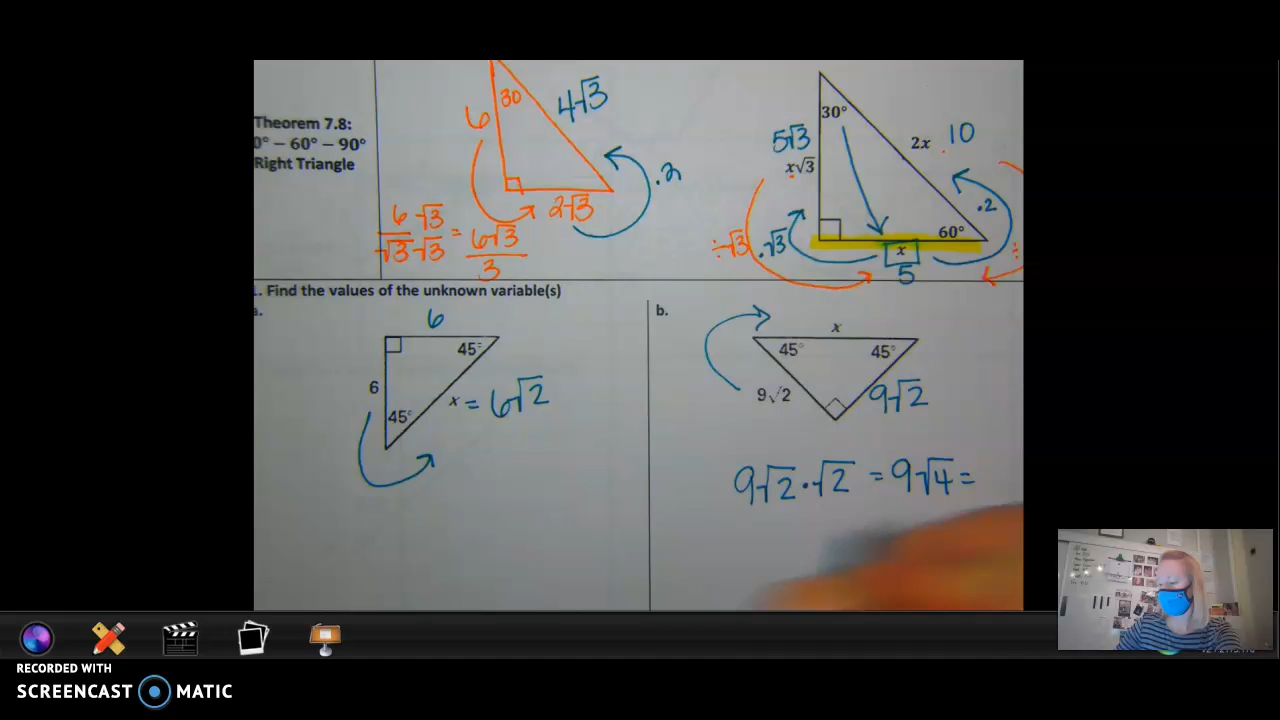 Theorem 7.8:
0° – 60° – 90°
Right Triangle
30
6
4√3
2√3
.2
6 √3
√3 √3
= 6√3
3
30°
5√3
x√3
2x
10
60°
.2
÷√3
.√3
x
5
÷
1. Find the values of the unknown variable(s)
a.
6
45°
6
45°
x = 6√2
b.
x
45°
45°
9√2
9√2
9√2 · √2 = 9√4 =
RECORDED WITH
SCREENCAST MATIC